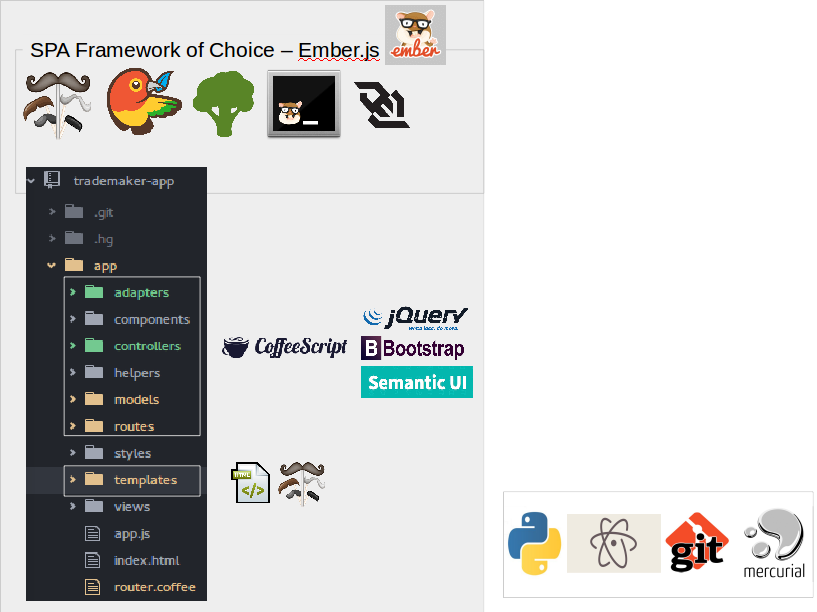 SPA Framework of Choice – Ember.js
ember
trademaker-app
.git
.hg
app
adapters
components
controllers
helpers
models
routes
styles
templates
views
app.js
index.html
router.coffee
CoffeeScript
jQuery
write less, do more.
B Bootstrap
Semantic UI
HTML
</>
git
mercurial